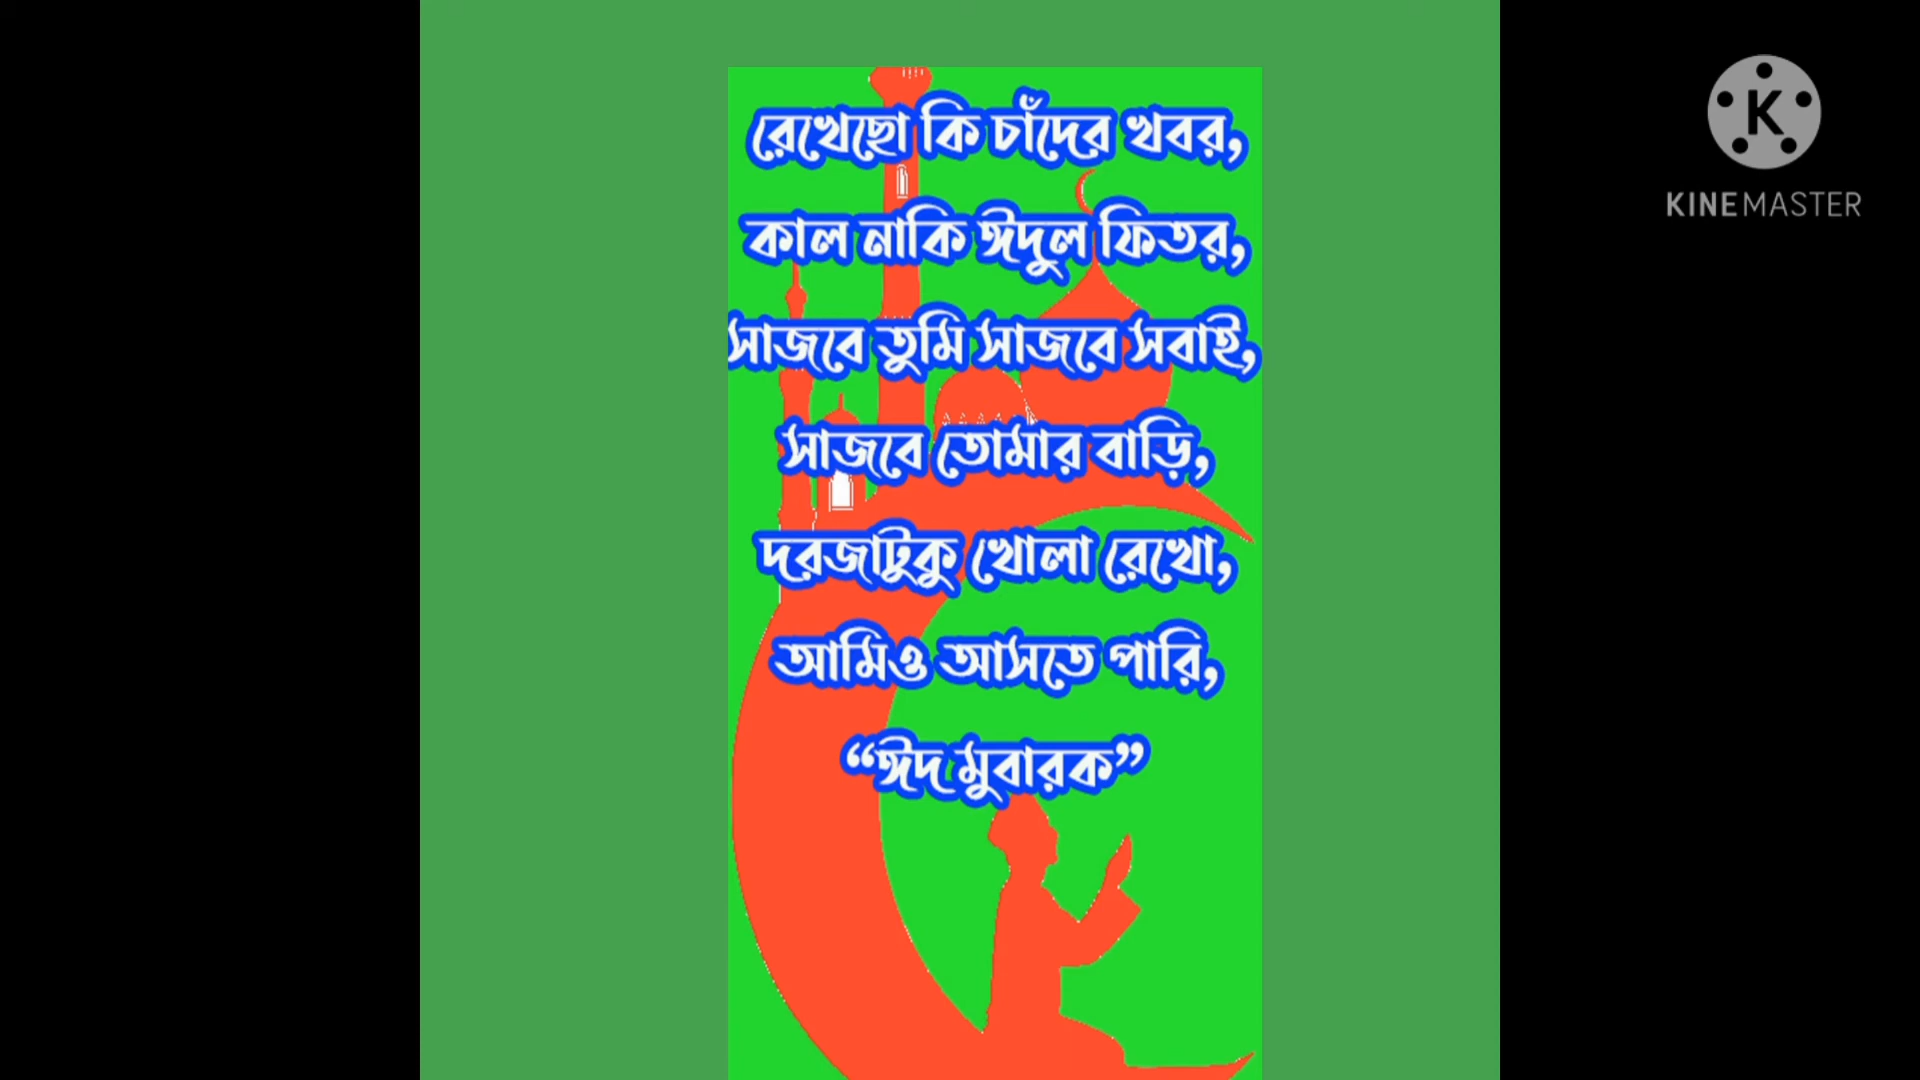 রেখেছো কি চাঁদের খবর,
কাল নাকি ঈদুল ফিতর,
সাজবে তুমি সাজবে সবাই,
সাজবে তোমার বাড়ি,
দরজাটুকু খোলা রেখো,
আমিও আসতে পারি,
“ঈদ মুবারক”
K
KINEMASTER